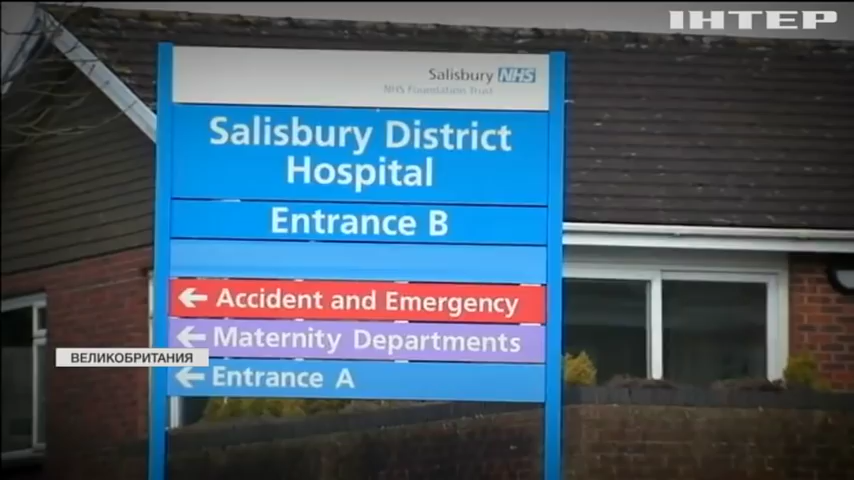 ІНТЕР
Salisbury NHS
NHS Foundation Trust
Salisbury District
Hospital
Entrance B
← Accident and Emergency
← Maternity Departments
ВЕЛИКОБРИТАНИЯ
← Entrance A